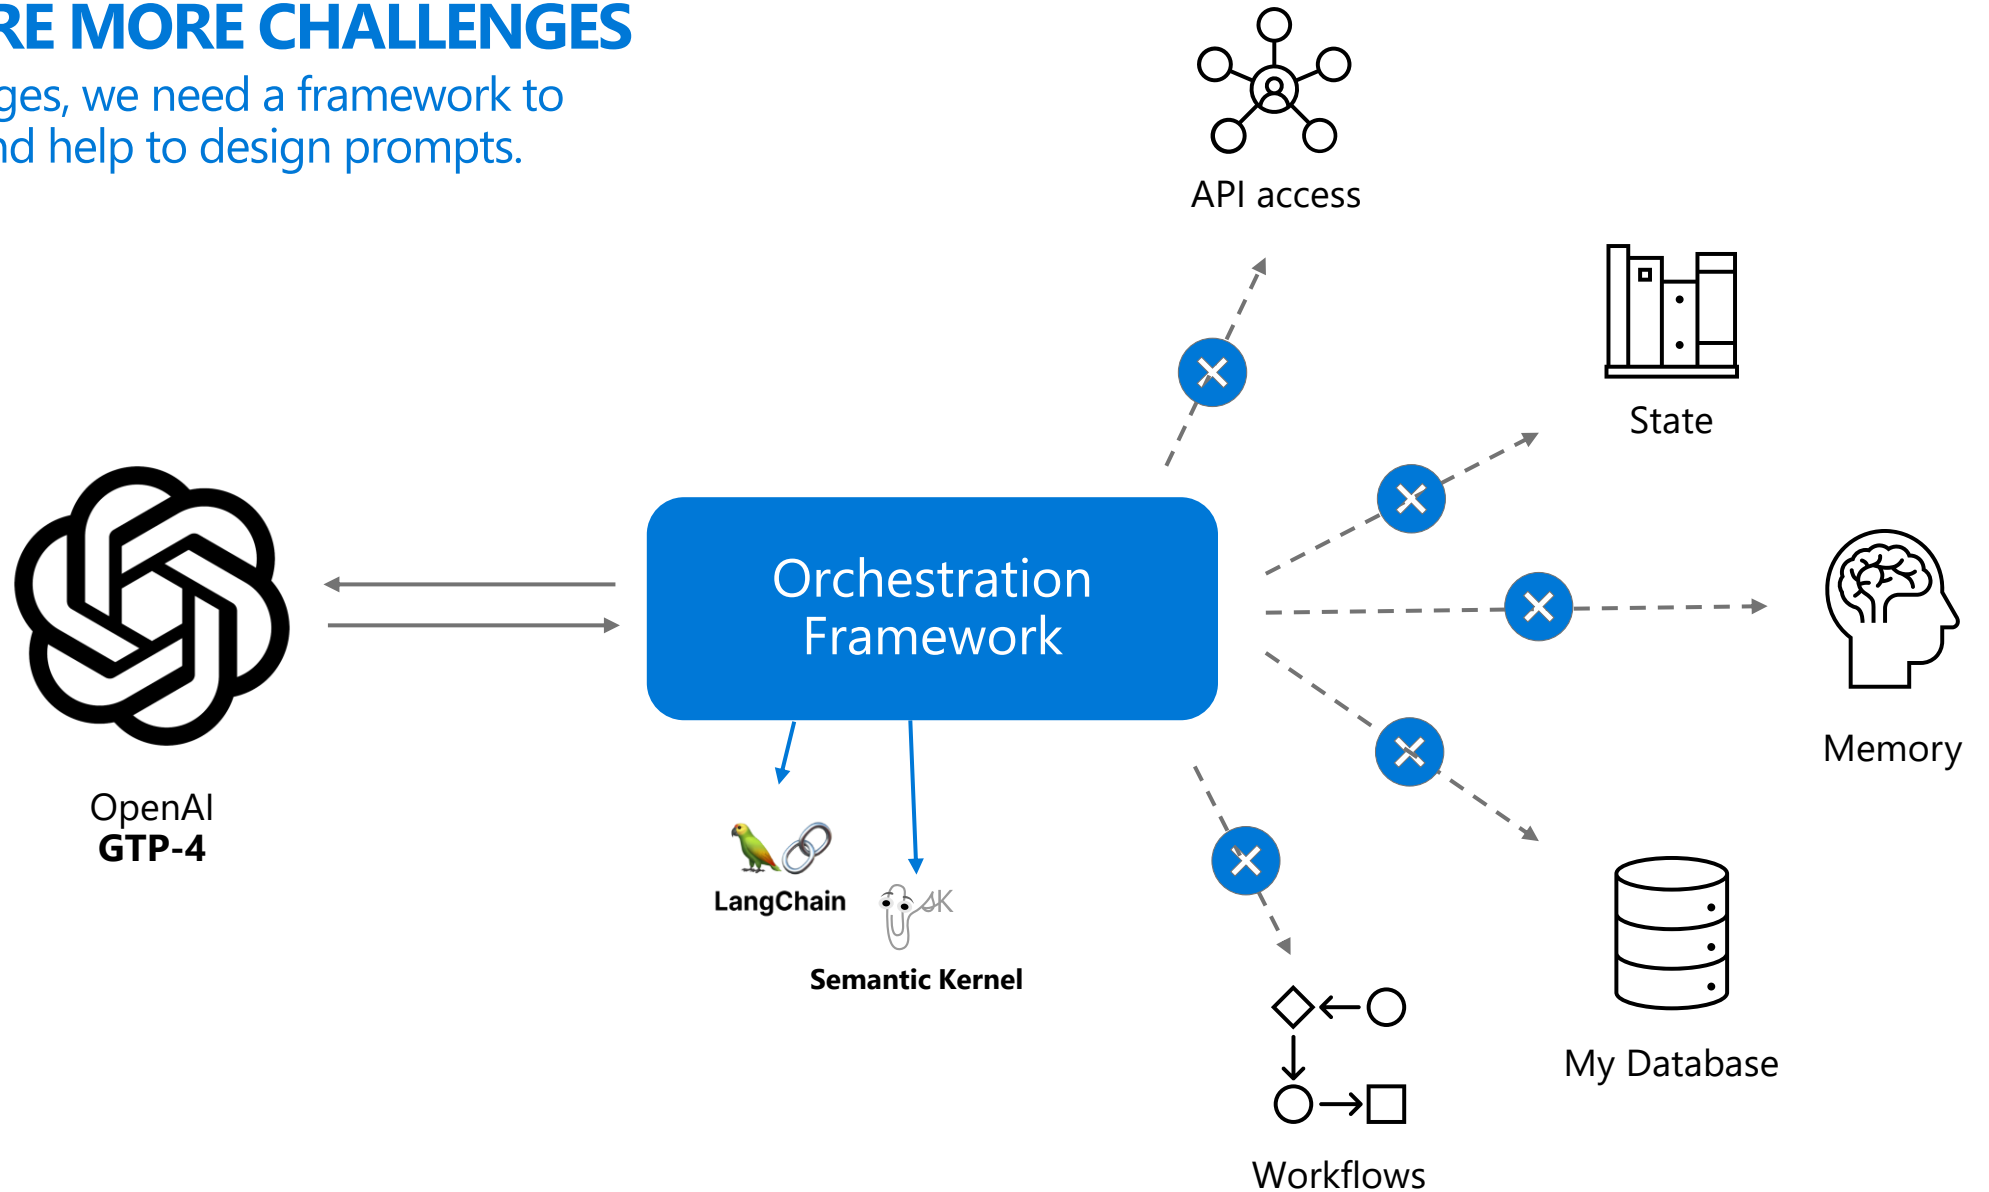 RE MORE CHALLENGES
ges, we need a framework to
nd help to design prompts.
API access
State
Orchestration
Framework
Memory
OpenAI
GTP-4
LangChain
sK
Semantic Kernel
My Database
Workflows